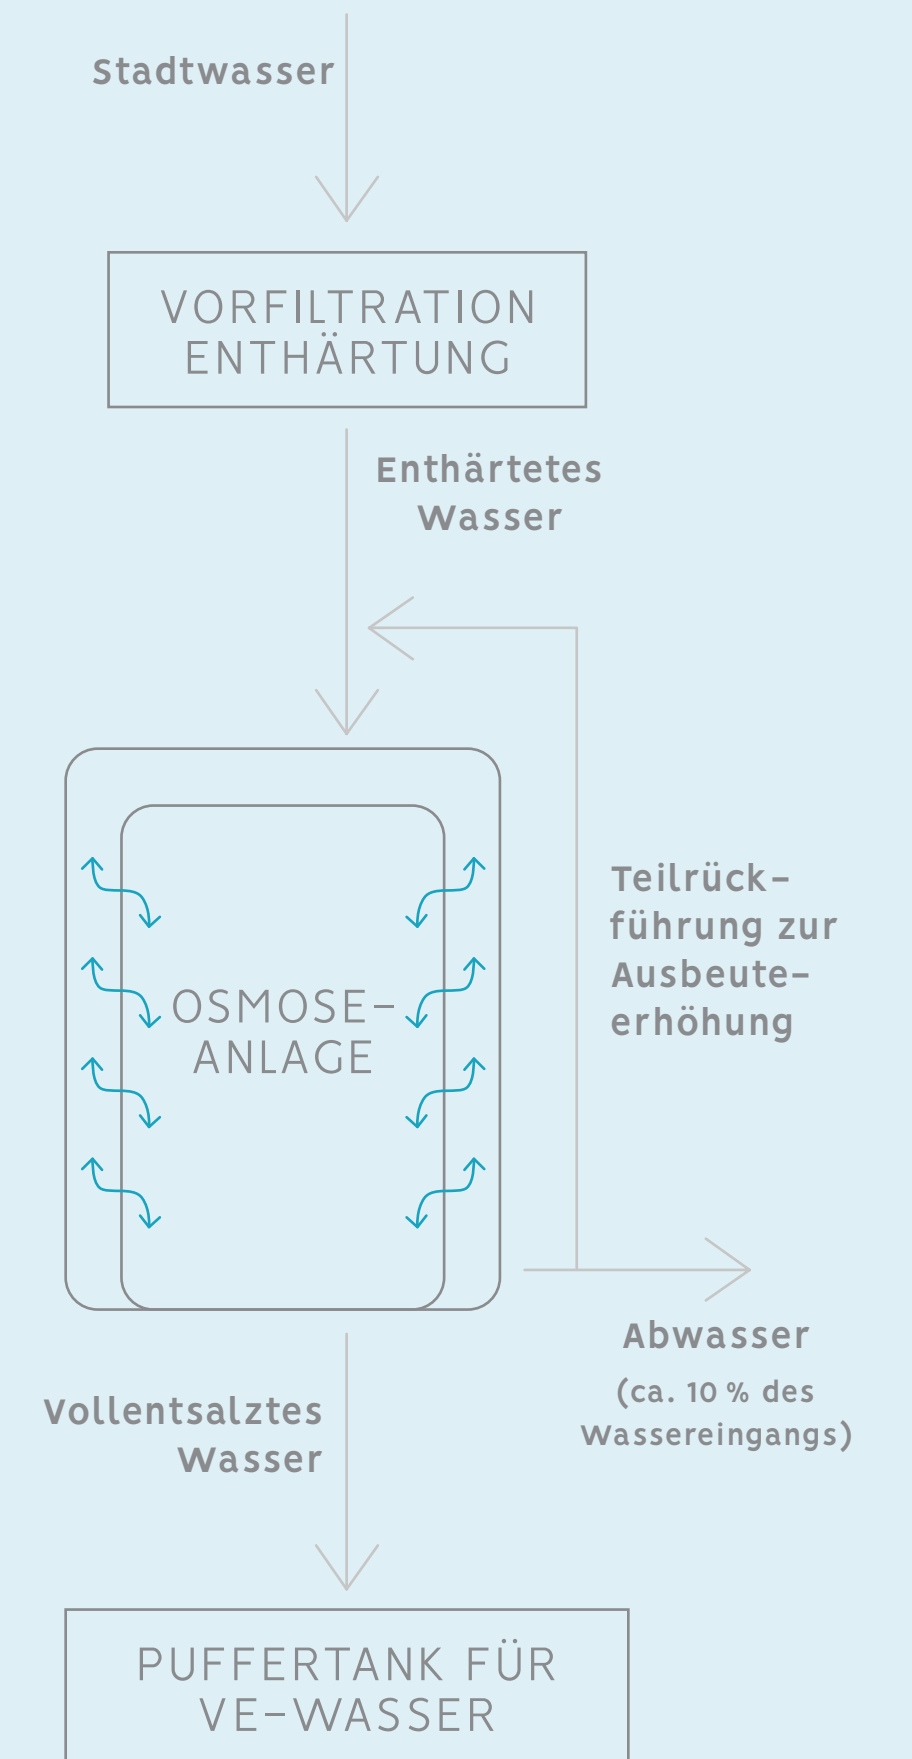 Stadtwasser
VORFILTRATION
ENTHÄRTUNG
Enthärtetes
Wasser
Teilrück-
führung zur
Ausbeute-
erhöhung
OSMOSE-
ANLAGE
Abwasser
(ca. 10 % des
Wassereingangs)
Vollentsalztes
Wasser
PUFFERTANK FÜR
VE-WASSER